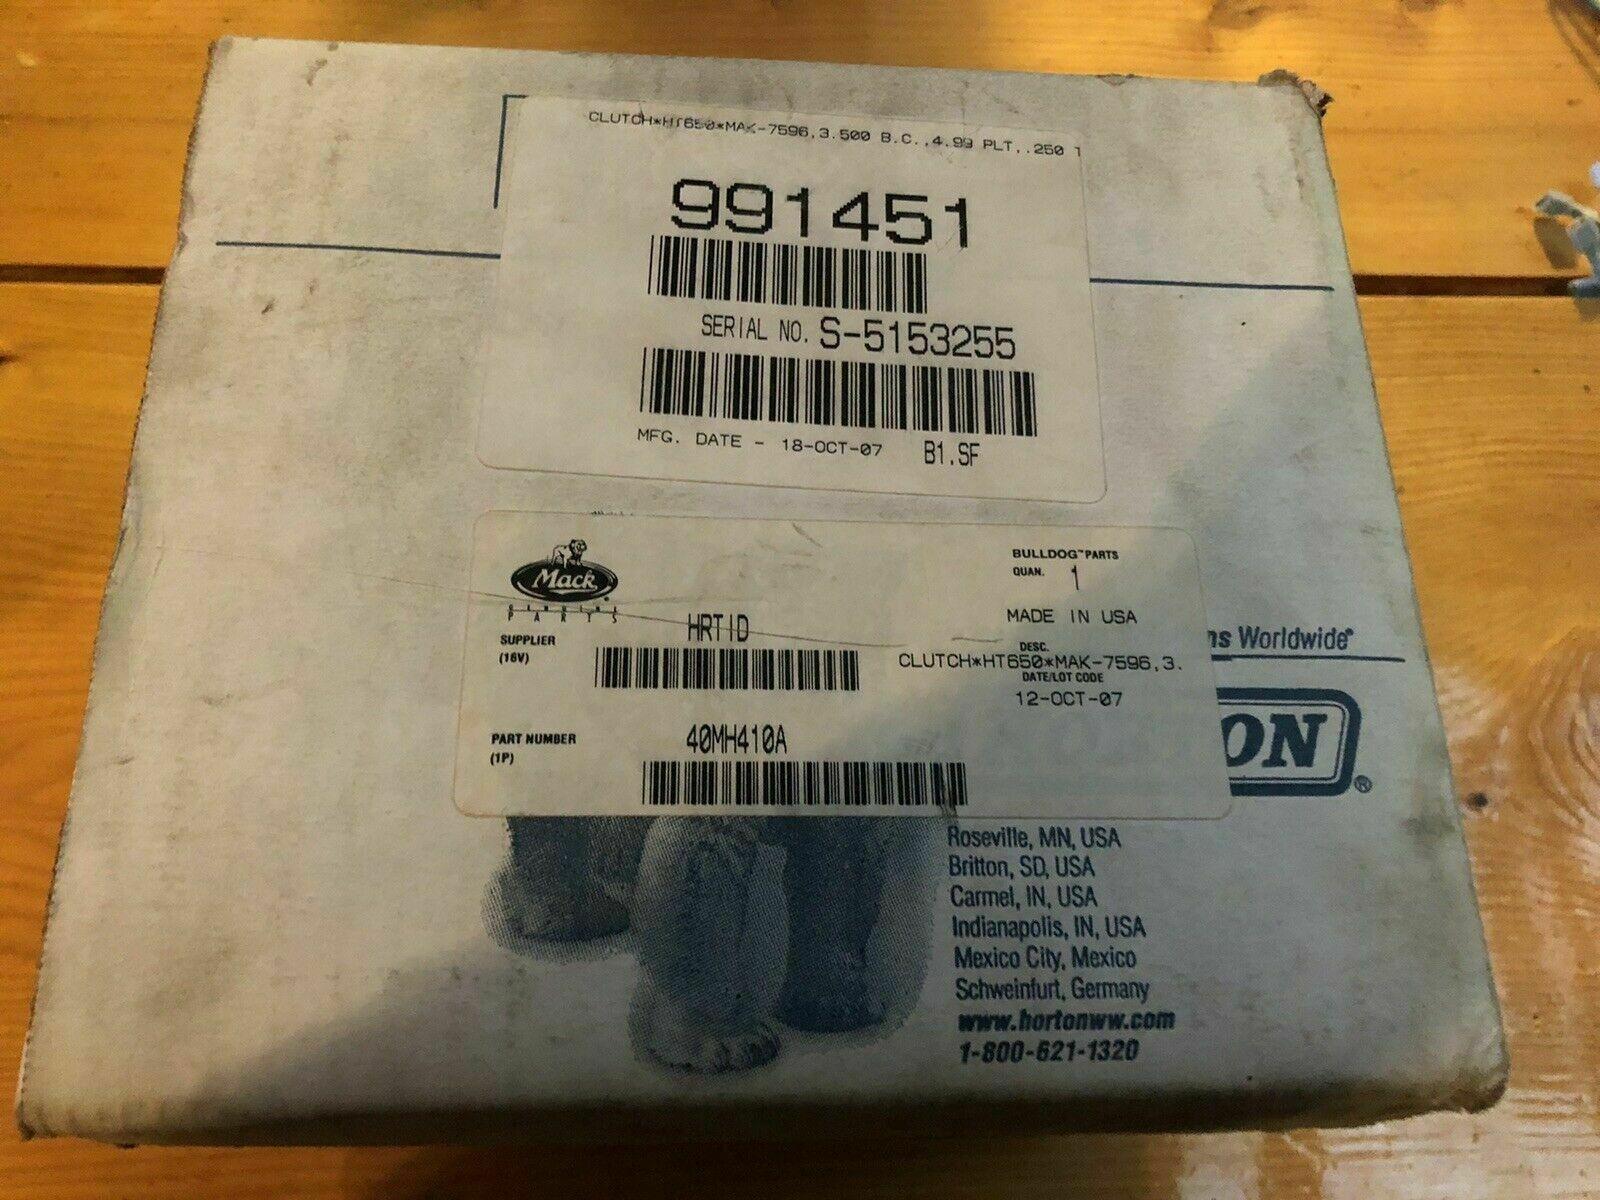 CLUTCH*HT650*MAK-7596,3.500 B.C.,4.99 PLT,.250
991451
SERIAL NO. S-5153255
MFG. DATE - 18-OCT-07 B1.SF
Mack
GENUINE
PARTS
BULLDOG™ PARTS
QUAN. 1
MADE IN USA
SUPPLIER
(16V)
HRTID
DESC.
CLUTCH*HT650*MAK-7596,3.
DATE/LOT CODE
12-OCT-07
PART NUMBER
(1P)
40MH410A
ns Worldwide®
ON®
Roseville, MN, USA
Britton, SD, USA
Carmel, IN, USA
Indianapolis, IN, USA
Mexico City, Mexico
Schweinfurt, Germany
www.hortonww.com
1-800-621-1320